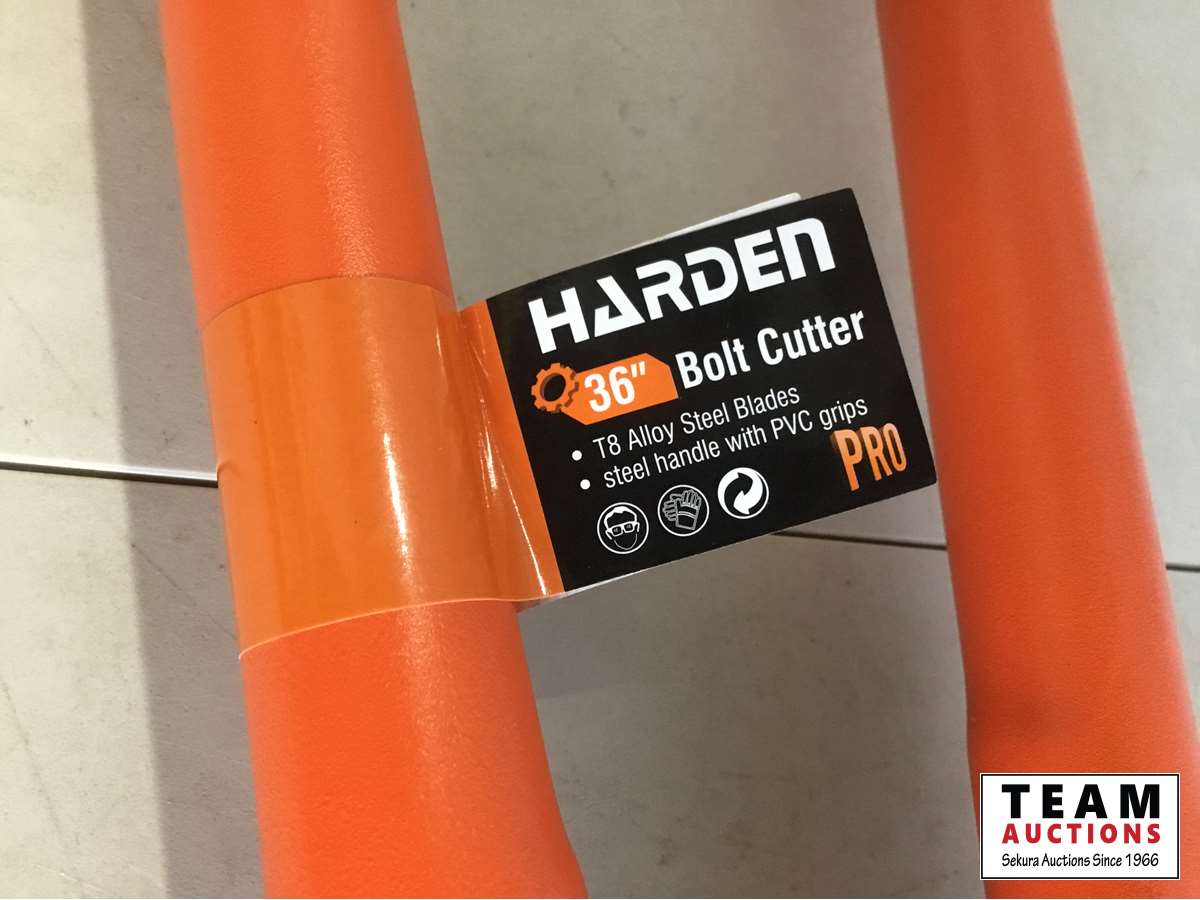 HARDEN
36" Bolt Cutter
• T8 Alloy Steel Blades
• steel handle with PVC grips
PRO
TEAM
AUCTIONS
Sekura Auctions Since 1966